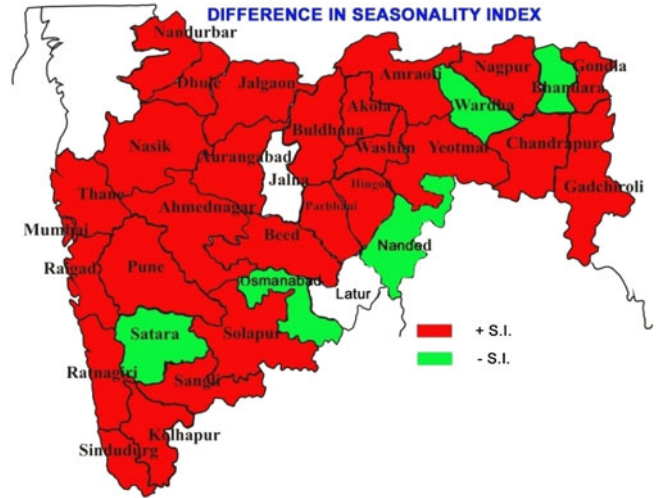 DIFFERENCE IN SEASONALITY INDEX
Nandurbar
Dhule
Jalgaon
Amraoli
Nagpur
Gondia
Bhandara
Wardha
Akola
Buldhana
Nasik
Aurangabad
Washim
Yeotmal
Chandrapur
Jalna
Thane
Ahmednagar
Parbhani
Hingoli
Gadchiroli
Mumbai
Beed
Nanded
Raigad
Pune
Osmanabad
Latur
Satara
Solapur
+ S.I.
- S.I.
Ratnagiri
Sangli
Kolhapur
Sindudurg